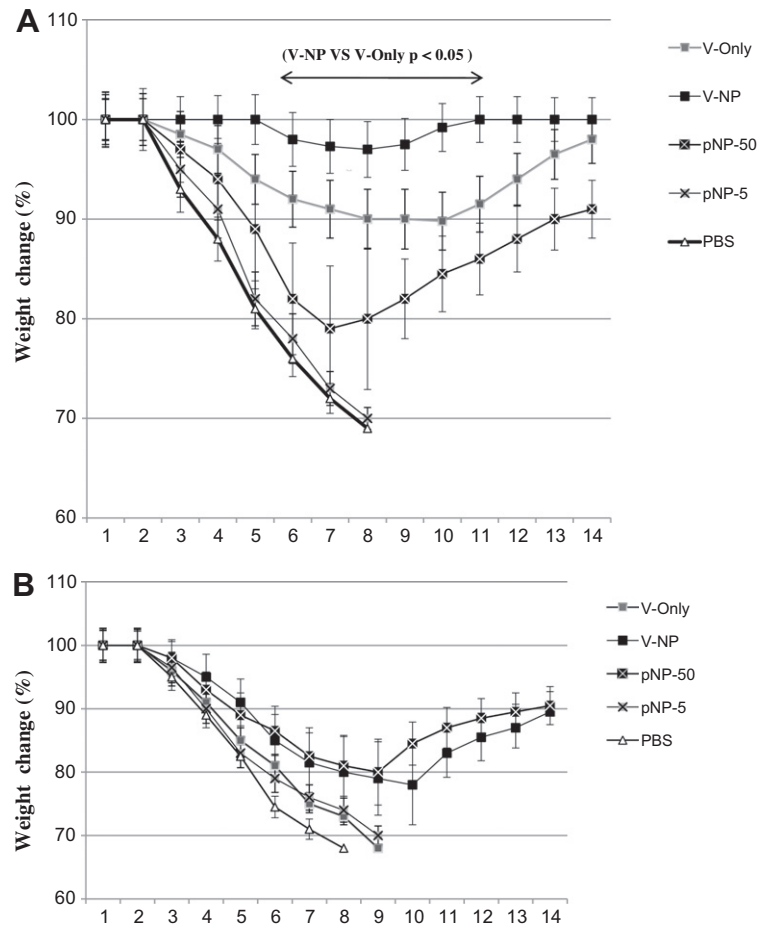 A
110
100
90
80
70
60
Weight change (%)
(V-NP VS V-Only p < 0.05 )
1 2 3 4 5 6 7 8 9 10 11 12 13 14
V-Only
V-NP
pNP-50
pNP-5
PBS
B
110
100
90
80
70
60
Weight change (%)
1 2 3 4 5 6 7 8 9 10 11 12 13 14
V-Only
V-NP
pNP-50
pNP-5
PBS